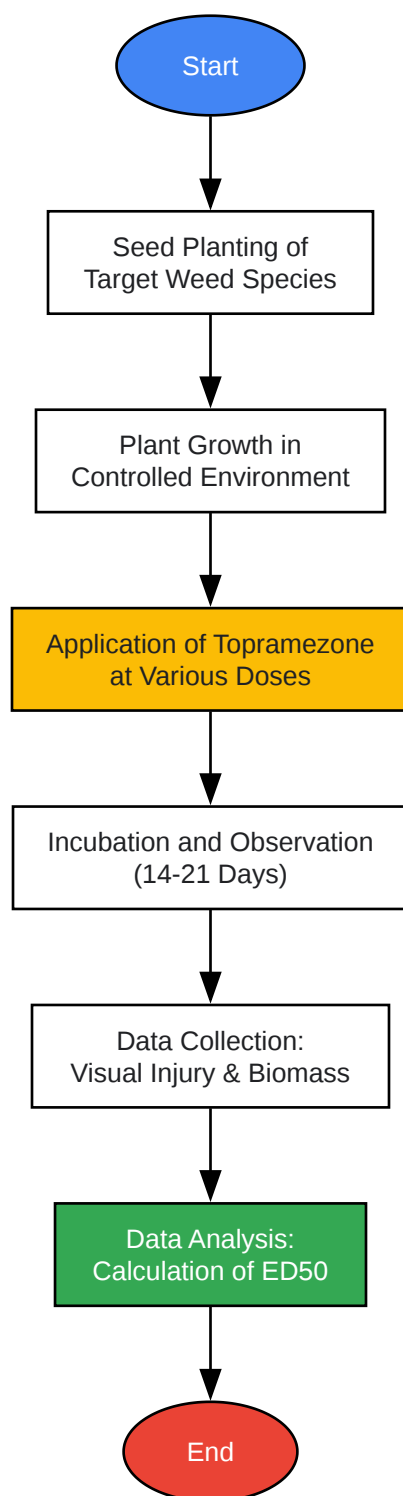 Start
Seed Planting of
Target Weed Species
Plant Growth in
Controlled Environment
Application of Topramezone
at Various Doses
Incubation and Observation
(14-21 Days)
Data Collection:
Visual Injury & Biomass
Data Analysis:
Calculation of ED50
End